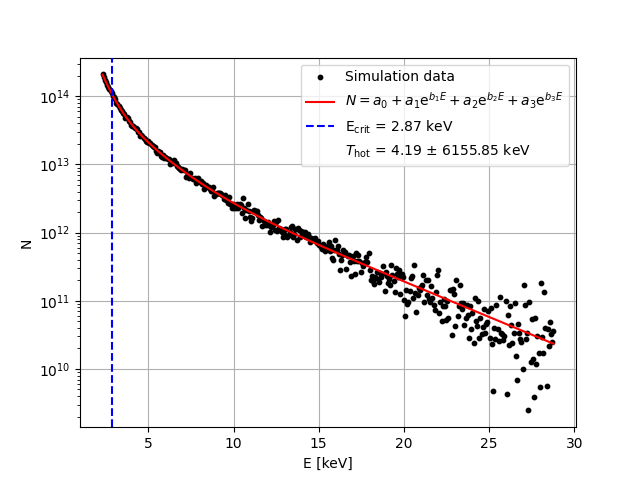 Simulation data
N = a₀ + a₁e^{b₁E} + a₂e^{b₂E} + a₃e^{b₃E}
E_crit = 2.87 keV
T_hot = 4.19 ± 6155.85 keV
10¹⁴
10¹³
10¹²
10¹¹
10¹⁰
N
5 10 15 20 25 30
E [keV]